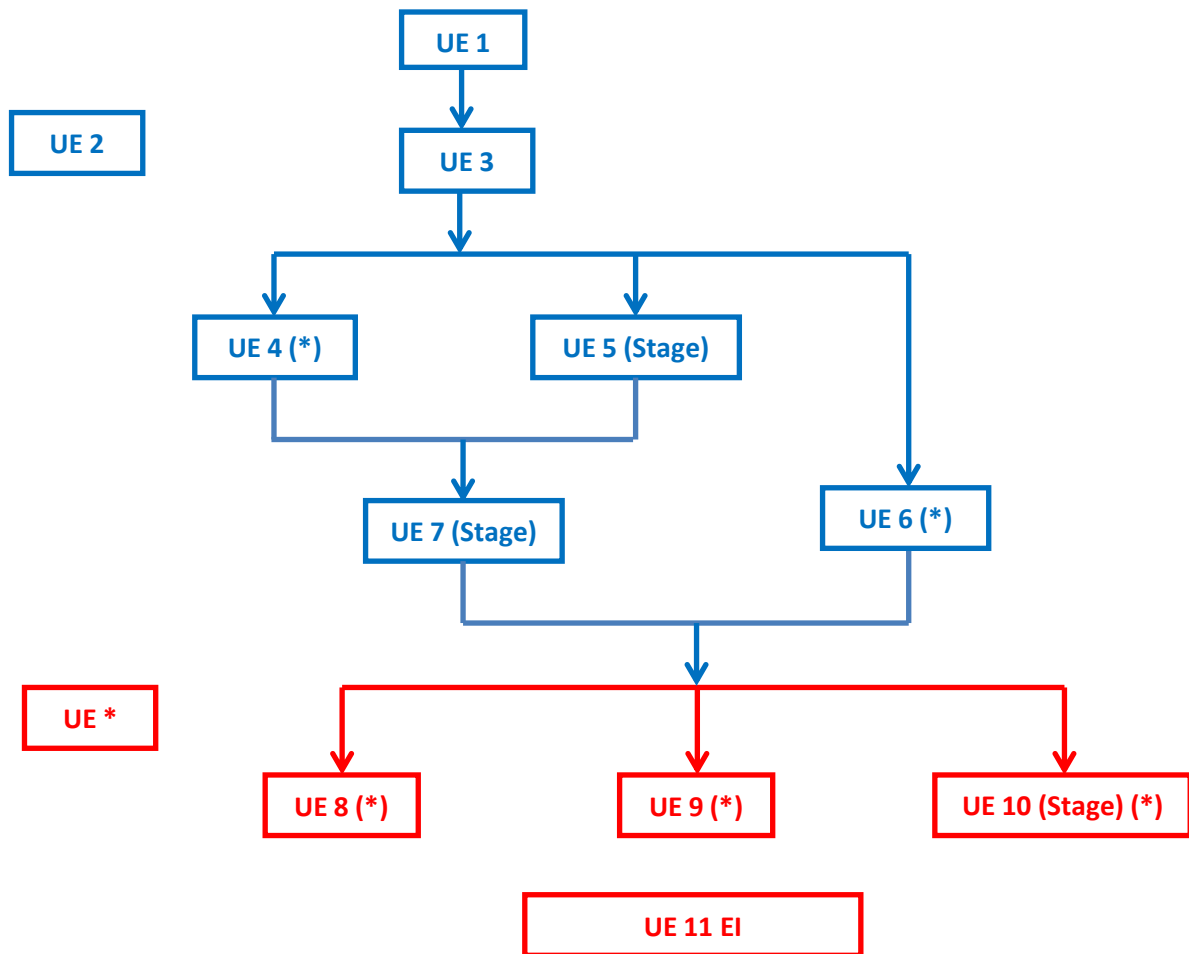 UE 1
UE 2
UE 3
UE 4 (*)
UE 5 (Stage)
UE 7 (Stage)
UE 6 (*)
UE *
UE 8 (*)
UE 9 (*)
UE 10 (Stage) (*)
UE 11 EI